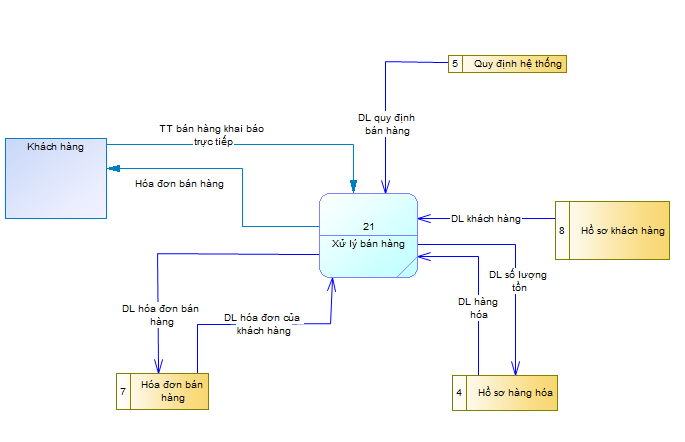 5 Quy định hệ thống
DL quy định
bán hàng
TT bán hàng khai báo
trực tiếp
Khách hàng
Hóa đơn bán hàng
21
Xử lý bán hàng
DL khách hàng
8 Hồ sơ khách hàng
DL số lượng
tồn
DL hàng
hóa
DL hóa đơn bán
hàng
DL hóa đơn của
khách hàng
7 Hóa đơn bán
hàng
4 Hồ sơ hàng hóa